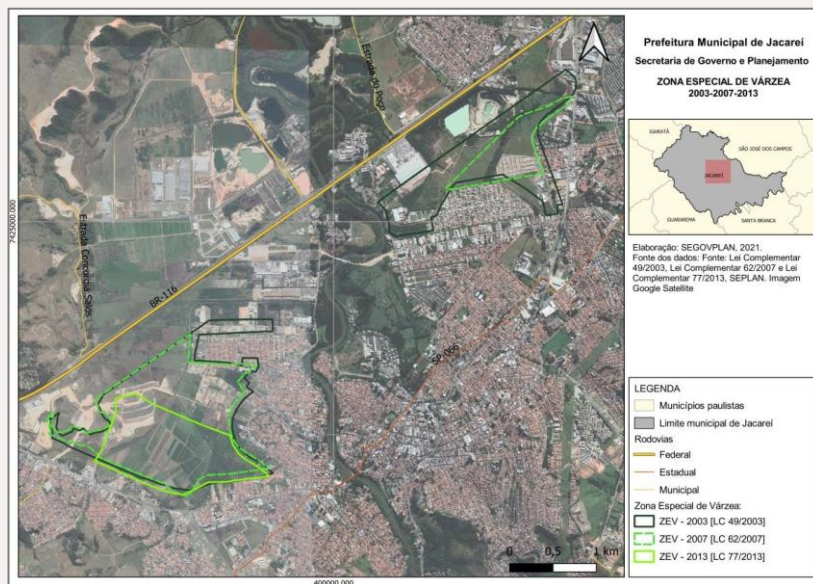 Prefeitura Municipal de Jacareí
Secretaria de Governo e Planejamento
ZONA ESPECIAL DE VÁRZEA
2003-2007-2013
IGARATÁ
SÃO JOSÉ DOS CAMPOS
JACAREÍ
GUARAREMA
SANTA BRANCA
Elaboração: SEGOVPLAN, 2021.
Fonte dos dados: Fonte: Lei Complementar
49/2003, Lei Complementar 62/2007 e Lei
Complementar 77/2013, SEPLAN. Imagem
Google Satellite
LEGENDA
Municípios paulistas
Limite municipal de Jacareí
Rodovias
Federal
Estadual
Municipal
Zona Especial de Várzea:
ZEV - 2003 [LC 49/2003]
ZEV - 2007 [LC 62/2007]
ZEV - 2013 [LC 77/2013]
Estrada do Poço
Estrada Concórdia Salos
BR-116
SP-066
7425000.000
400000.000
0 0,5 1 km